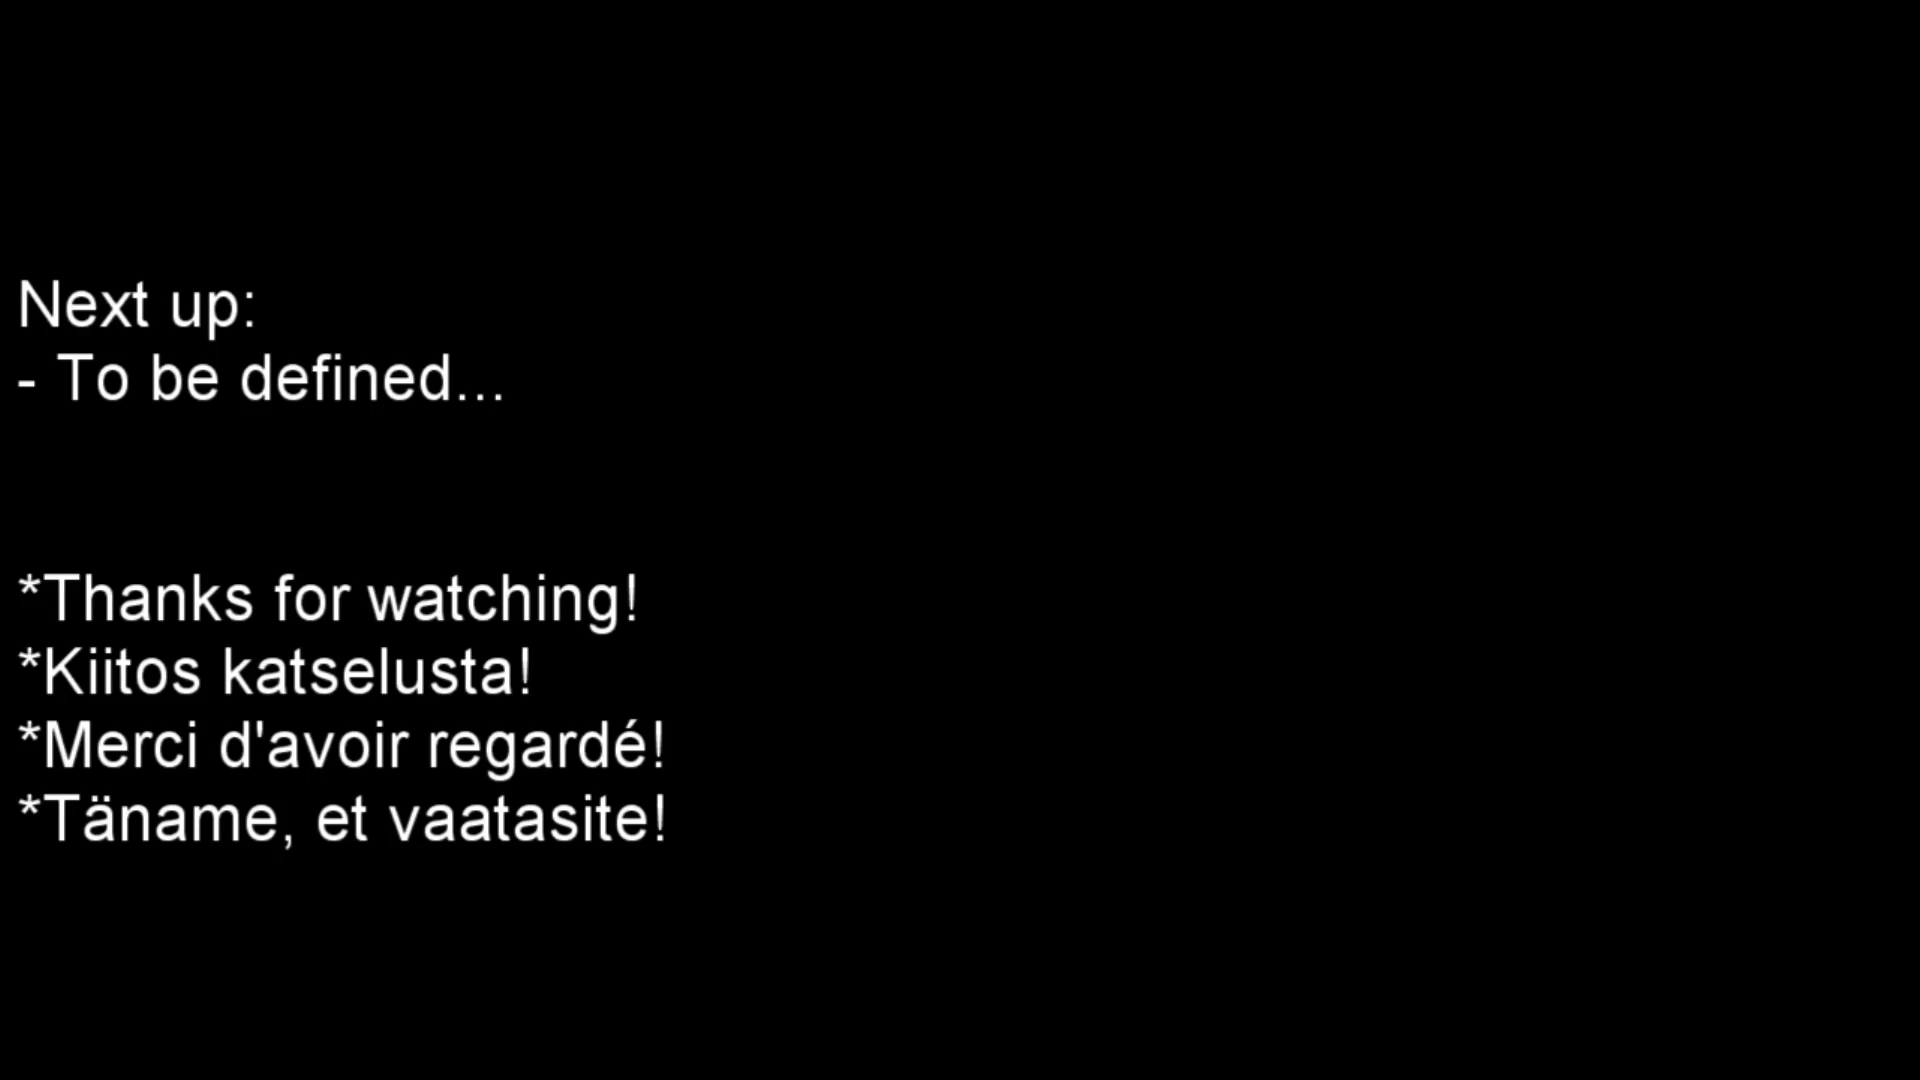 Next up:
- To be defined...
*Thanks for watching!
*Kiitos katselusta!
*Merci d'avoir regardé!
*Täname, et vaatasite!